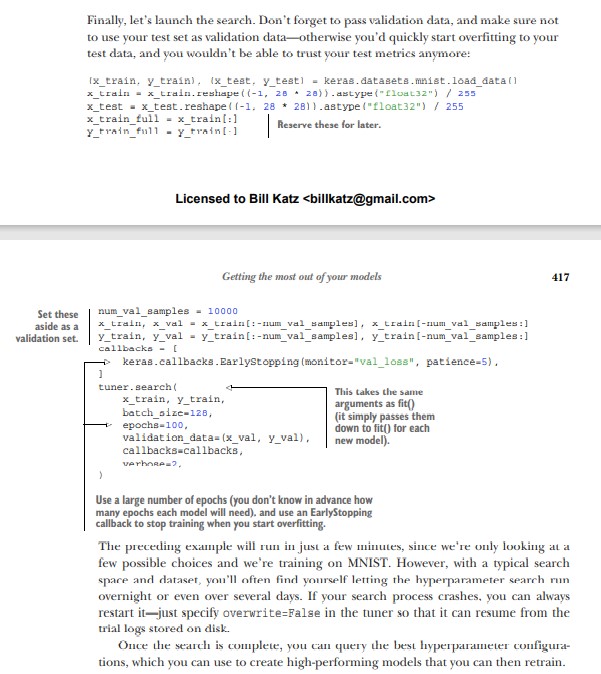 Finally, let's launch the search. Don't forget to pass validation data, and make sure not
to use your test set as validation data—otherwise you'd quickly start overfitting to your
test data, and you wouldn't be able to trust your test metrics anymore:
(x_train, y_train), (x_test, y_test) = keras.datasets.mnist.load_data()
x_train = x_train.reshape((-1, 28 * 28)).astype("float32") / 255
x_test = x_test.reshape((-1, 28 * 28)).astype("float32") / 255
x_train_full = x_train[:]
y_train_full = y_train[:]
Reserve these for later.
Licensed to Bill Katz <billkatz@gmail.com>
Getting the most out of your models 417
Set these
aside as a
validation set.
num_val_samples = 10000
x_train, x_val = x_train[:-num_val_samples], x_train[-num_val_samples:]
y_train, y_val = y_train[:-num_val_samples], y_train[-num_val_samples:]
callbacks = [
keras.callbacks.EarlyStopping(monitor="val_loss", patience=5),
]
tuner.search(
x_train, y_train,
batch_size=128,
epochs=100,
validation_data=(x_val, y_val),
callbacks=callbacks,
verbose=2,
)
This takes the same
arguments as fit()
(it simply passes them
down to fit() for each
new model).
Use a large number of epochs (you don't know in advance how
many epochs each model will need), and use an EarlyStopping
callback to stop training when you start overfitting.
The preceding example will run in just a few minutes, since we're only looking at a
few possible choices and we're training on MNIST. However, with a typical search
space and dataset, you'll often find yourself letting the hyperparameter search run
overnight or even over several days. If your search process crashes, you can always
restart it—just specify overwrite=False in the tuner so that it can resume from the
trial logs stored on disk.
Once the search is complete, you can query the best hyperparameter configura-
tions, which you can use to create high-performing models that you can then retrain.